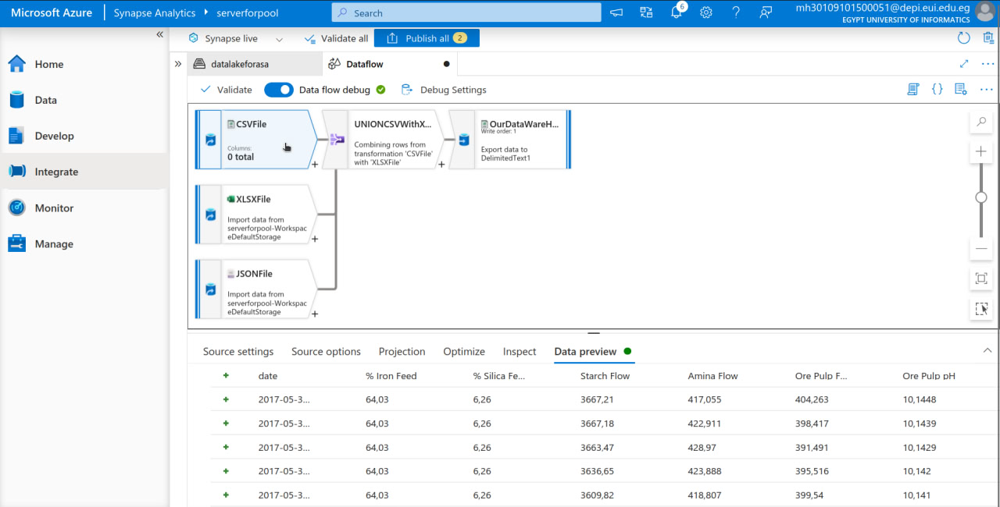 Microsoft Azure
Synapse Analytics
serverforpool
Search
6
mh30109101500051@depi.eui.edu.eg
EGYPT UNIVERSITY OF INFORMATICS
Home
Data
Develop
Integrate
Monitor
Manage
Synapse live
Validate all
Publish all
2
datalakeforasa
Dataflow
Validate
Data flow debug
Debug Settings
CSVFile
Columns:
0 total
UNIONCSVWithX...
Combining rows from
transformation 'CSVFile'
with 'XLSXFile'
OurDataWareH...
Write order: 1
Export data to
DelimitedText1
XLSXFile
Import data from
serverforpool-Workspac
eDefaultStorage
JSONFile
Import data from
serverforpool-Workspac
eDefaultStorage
Source settings Source options Projection Optimize Inspect Data preview
date % Iron Feed % Silica Fe... Starch Flow Amina Flow Ore Pulp F... Ore Pulp pH
2017-05-3... 64,03 6,26 3667,21 417,055 404,263 10,1448
2017-05-3... 64,03 6,26 3667,18 422,911 398,417 10,1439
2017-05-3... 64,03 6,26 3663,47 428,97 391,491 10,1429
2017-05-3... 64,03 6,26 3636,65 423,888 395,516 10,142
2017-05-3... 64,03 6,26 3609,82 418,807 399,54 10,141